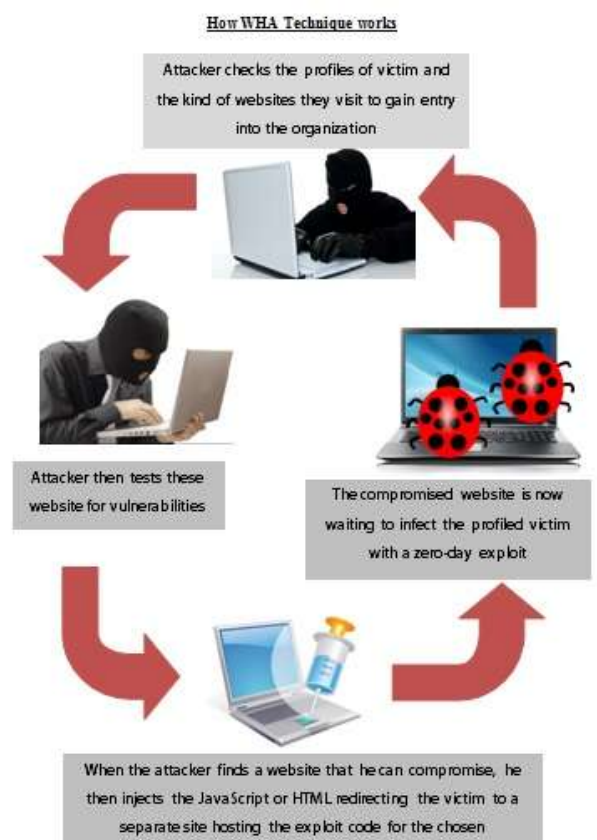 How WHA Technique works
Attacker checks the profiles of victim and
the kind of websites they visit to gain entry
into the organization
Attacker then tests these
website for vulnerabilities
The compromised website is now
waiting to infect the profiled victim
with a zero-day exploit
When the attacker finds a website that he can compromise, he
then injects the JavaScript or HTML redirecting the victim to a
separate site hosting the exploit code for the chosen